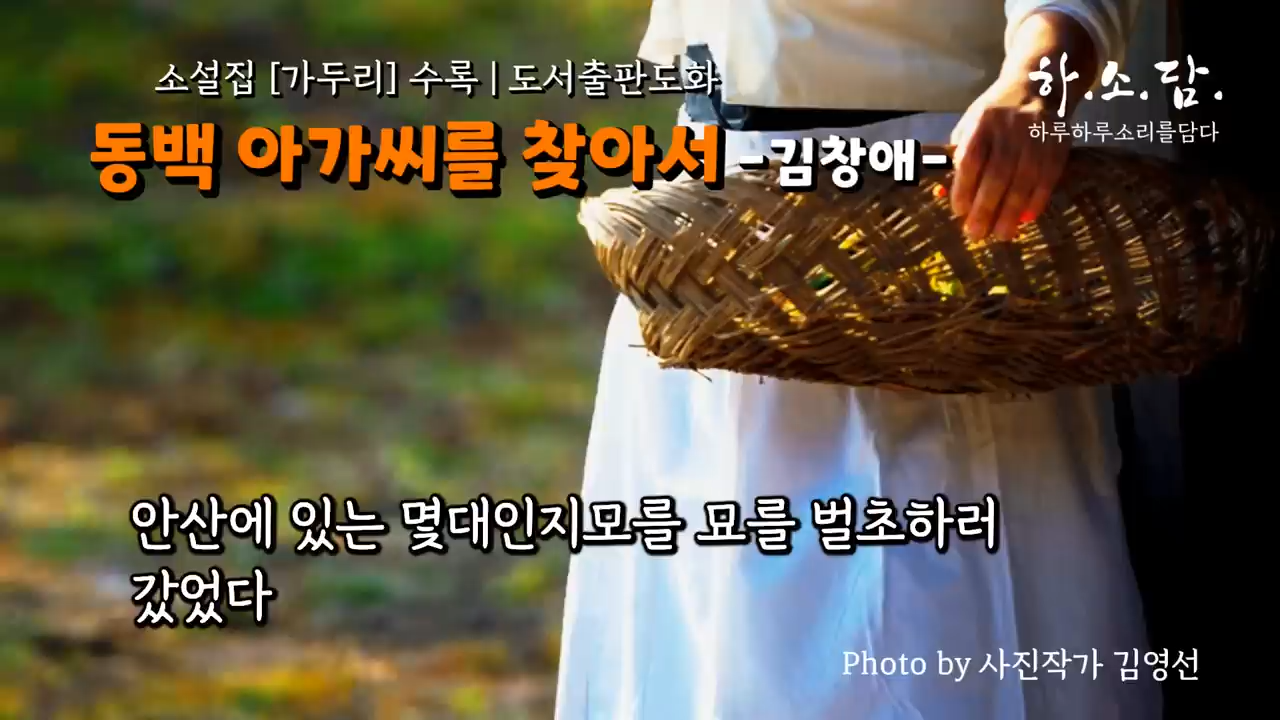 소설집 [가두리] 수록 | 도서출판도화
동백 아가씨를 찾아서 -김창애-
하.소.담.
하루하루소리를담다
안산에 있는 몇대인지모를 묘를 벌초하러
갔었다
Photo by 사진작가 김영선